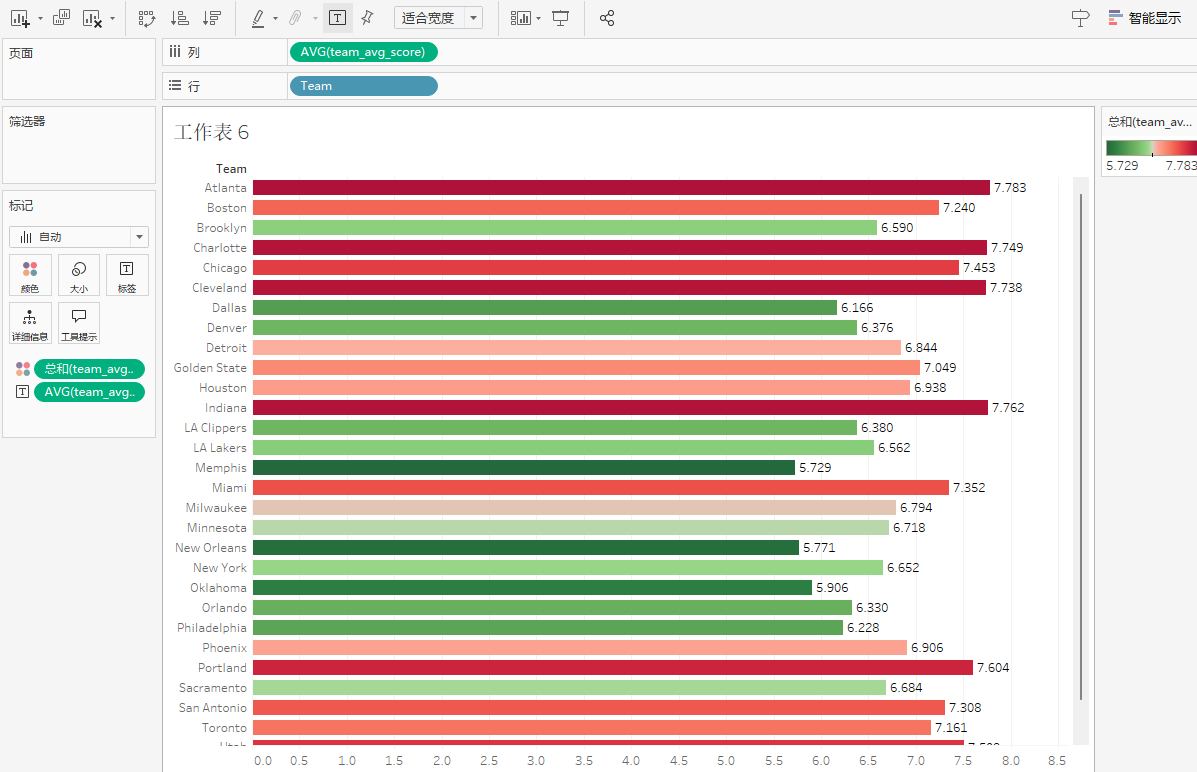 适合宽度
智能显示
页面
列
AVG(team_avg_score)
行
Team
筛选器
标记
自动
颜色
大小
标签
详细信息
工具提示
总和(team_avg..
AVG(team_avg..
工作表 6
Team
Atlanta 7.783
Boston 7.240
Brooklyn 6.590
Charlotte 7.749
Chicago 7.453
Cleveland 7.738
Dallas 6.166
Denver 6.376
Detroit 6.844
Golden State 7.049
Houston 6.938
Indiana 7.762
LA Clippers 6.380
LA Lakers 6.562
Memphis 5.729
Miami 7.352
Milwaukee 6.794
Minnesota 6.718
New Orleans 5.771
New York 6.652
Oklahoma 5.906
Orlando 6.330
Philadelphia 6.228
Phoenix 6.906
Portland 7.604
Sacramento 6.684
San Antonio 7.308
Toronto 7.161
Utah
0.0 0.5 1.0 1.5 2.0 2.5 3.0 3.5 4.0 4.5 5.0 5.5 6.0 6.5 7.0 7.5 8.0 8.5
总和(team_av...
5.729 7.783